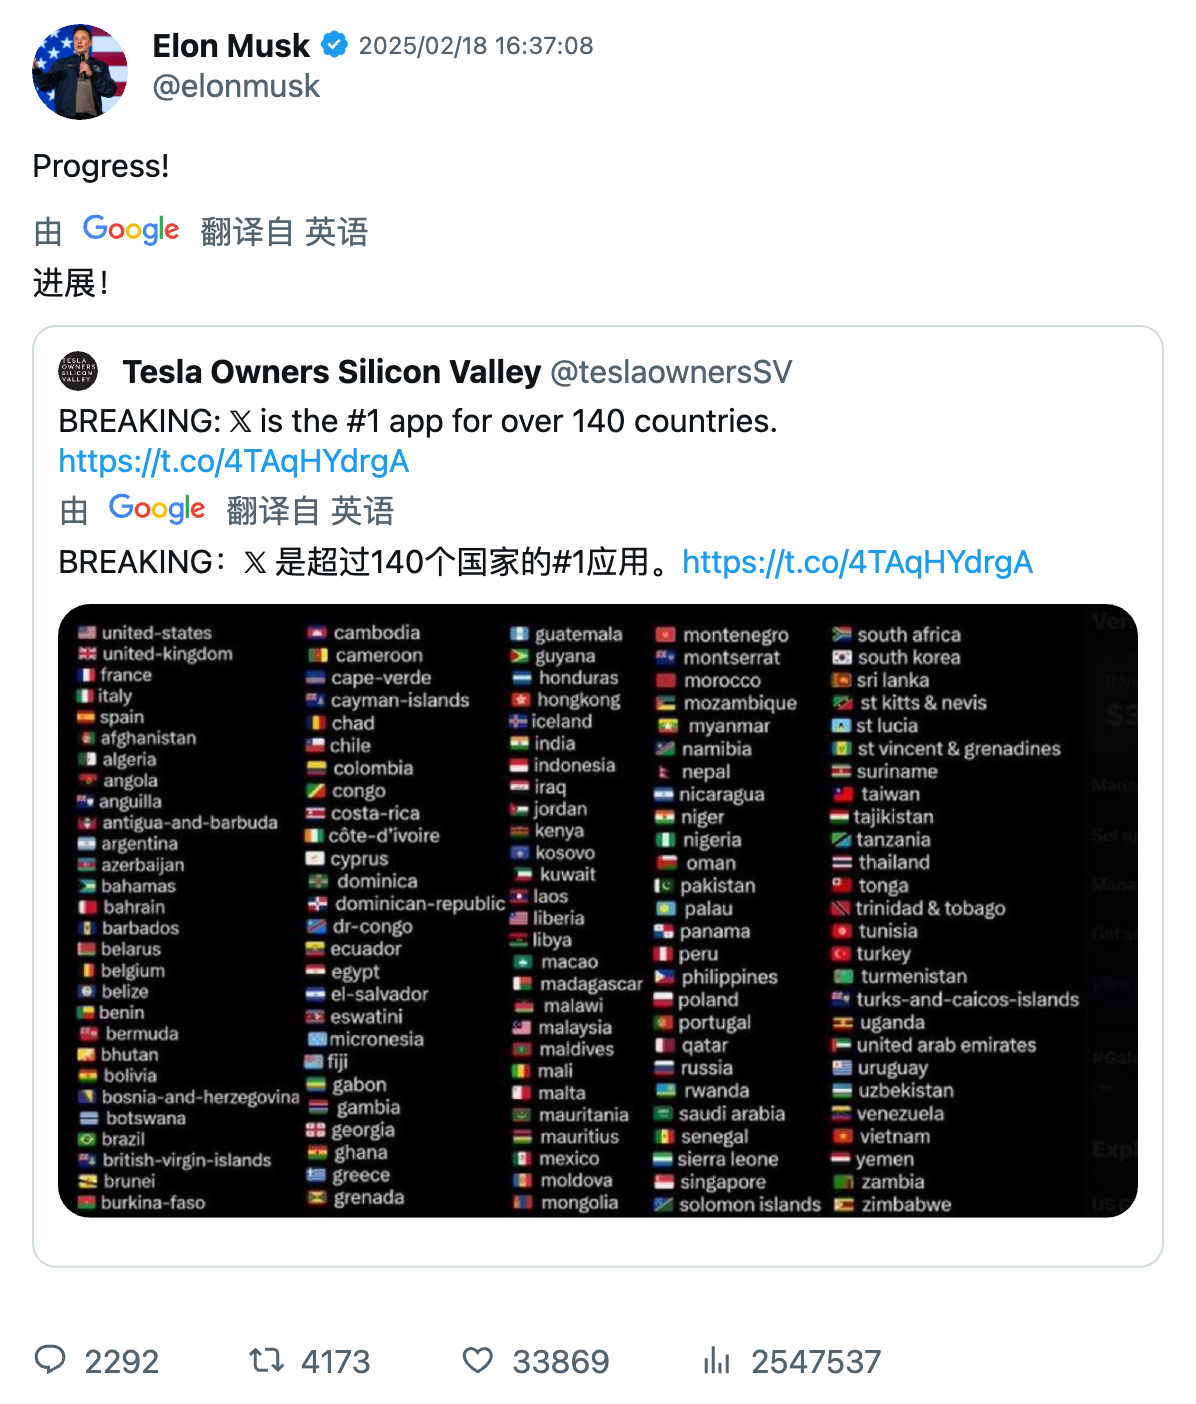 Elon Musk 2025/02/18 16:37:08
@elonmusk
Progress!
由 Google 翻译自 英语
进展！
TESLA OWNERS SILICON VALLEY
Tesla Owners Silicon Valley @teslaownersSV
BREAKING: 𝕏 is the #1 app for over 140 countries.
https://t.co/4TAqHYdrgA
由 Google 翻译自 英语
BREAKING：𝕏 是超过140个国家的#1应用。https://t.co/4TAqHYdrgA
united-states
united-kingdom
france
italy
spain
afghanistan
algeria
angola
anguilla
antigua-and-barbuda
argentina
azerbaijan
bahamas
bahrain
barbados
belarus
belgium
belize
benin
bermuda
bhutan
bolivia
bosnia-and-herzegovina
botswana
brazil
british-virgin-islands
brunei
burkina-faso
cambodia
cameroon
cape-verde
cayman-islands
chad
chile
colombia
congo
costa-rica
côte-d'ivoire
cyprus
dominica
dominican-republic
dr-congo
ecuador
egypt
el-salvador
eswatini
micronesia
fiji
gabon
gambia
georgia
ghana
greece
grenada
guatemala
guyana
honduras
hongkong
iceland
india
indonesia
iraq
jordan
kenya
kosovo
kuwait
laos
liberia
libya
macao
madagascar
malawi
malaysia
maldives
mali
malta
mauritania
mauritius
mexico
moldova
mongolia
montenegro
montserrat
morocco
mozambique
myanmar
namibia
nepal
nicaragua
niger
nigeria
oman
pakistan
palau
panama
peru
philippines
poland
portugal
qatar
russia
rwanda
saudi arabia
senegal
sierra leone
singapore
solomon islands
south africa
south korea
sri lanka
st kitts & nevis
st lucia
st vincent & grenadines
suriname
taiwan
tajikistan
tanzania
thailand
tonga
trinidad & tobago
tunisia
turkey
turmenistan
turks-and-caicos-islands
uganda
united arab emirates
uruguay
uzbekistan
venezuela
vietnam
yemen
zambia
zimbabwe
2292 4173 33869 2547537